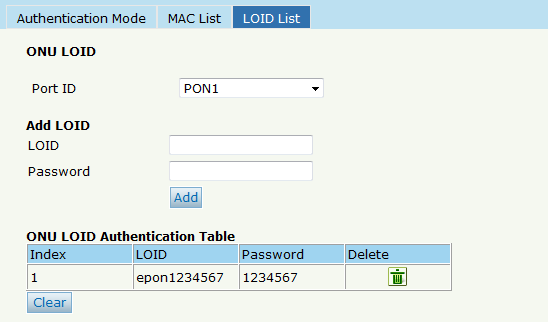 Authentication Mode MAC List LOID List
ONU LOID
Port ID PON1
Add LOID
LOID
Password
Add
ONU LOID Authentication Table
Index LOID Password Delete
1 epon1234567 1234567
Clear